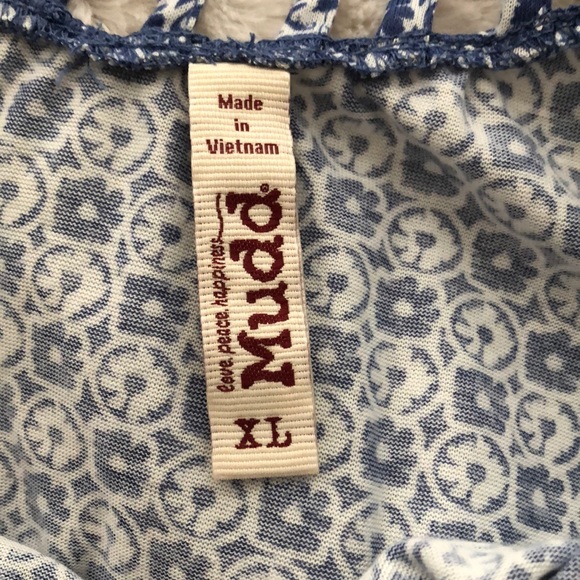 Made
in
Vietnam
Mudd®
love. peace. happiness.
XL